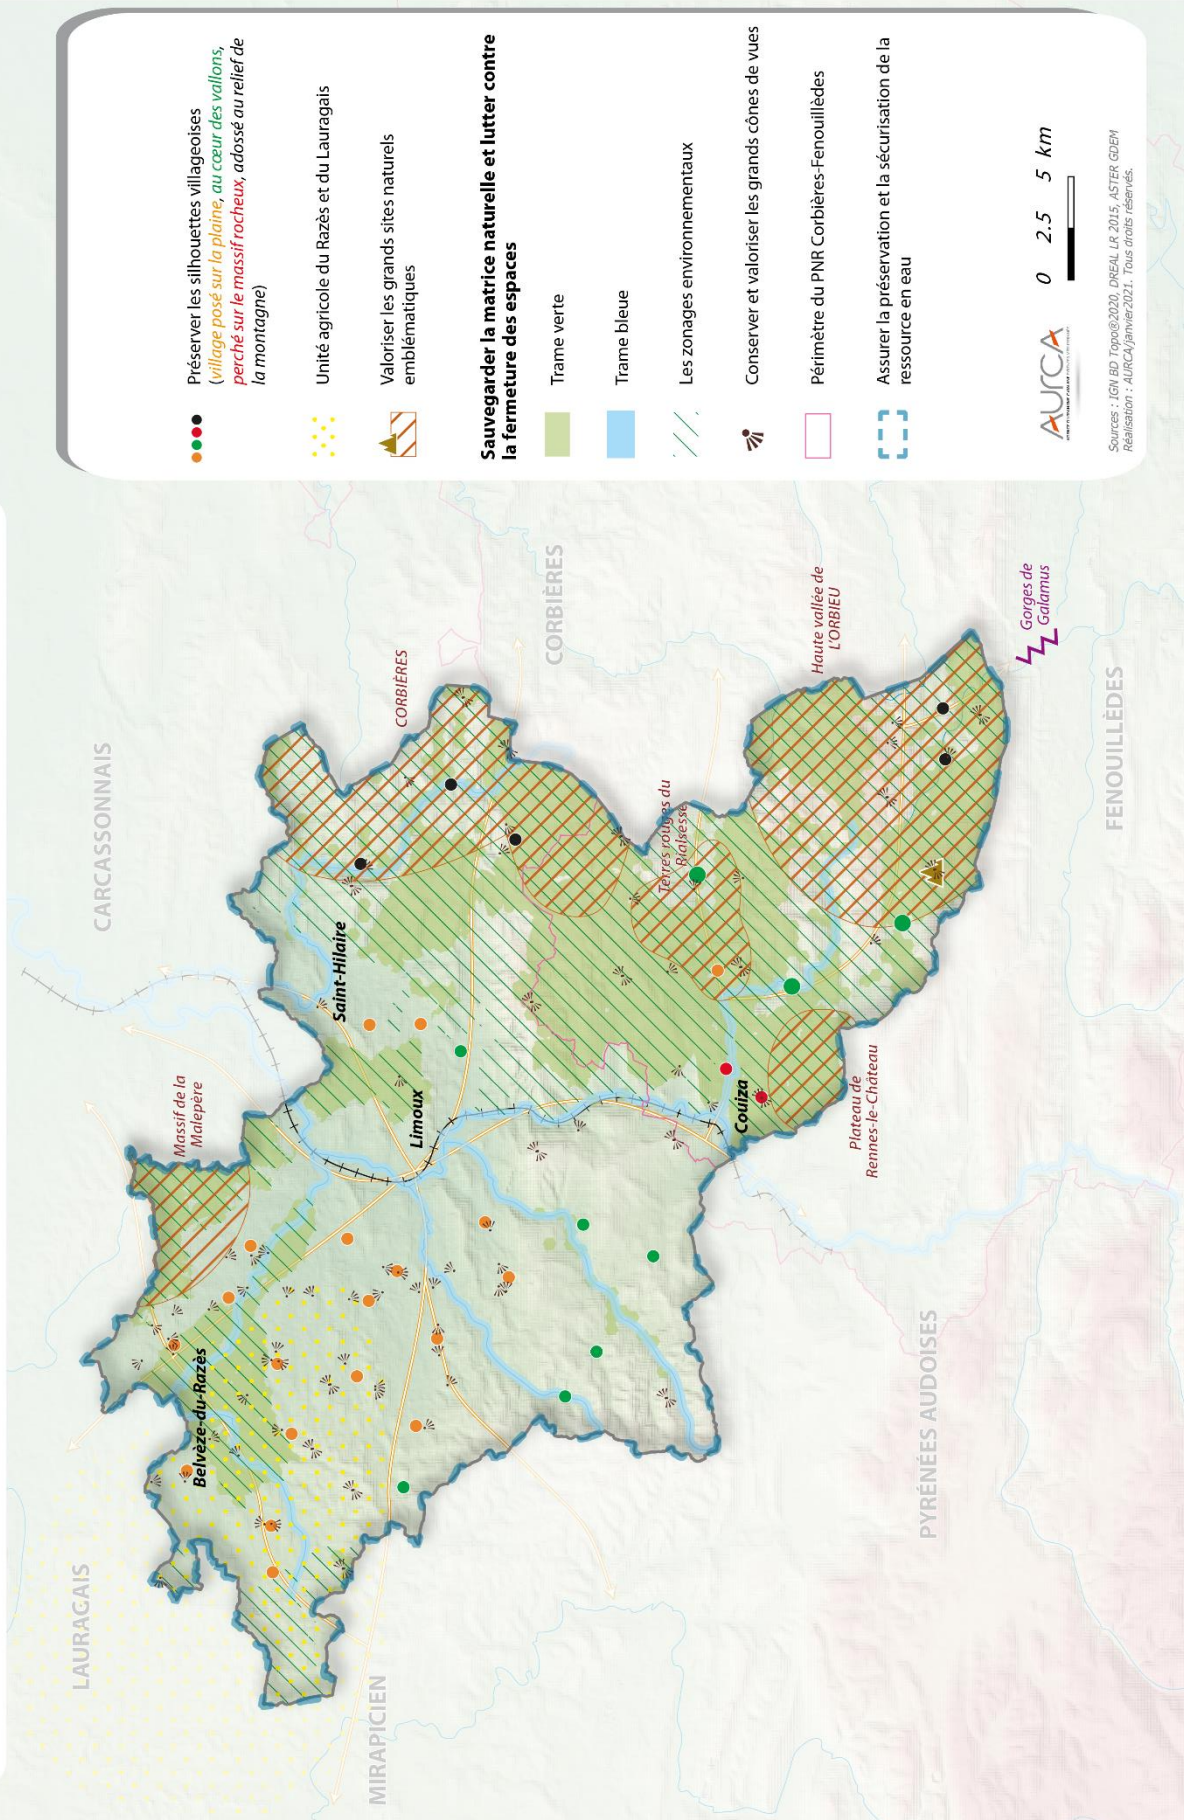 LAURAGAIS
CARCASSONNAIS
MIRAPICIEN
CORBIÈRES
PYRÉNÉES AUDOISES
FENOUILLÈDES
Massif de la
Malepère
CORBIÈRES
Terres rouges du
Rialsesse
Haute vallée de
L'ORBIEU
Plateau de
Rennes-le-Château
Gorges de
Galamus
Belvèze-du-Razès
Saint-Hilaire
Limoux
Couiza
Préserver les silhouettes villageoises
(village posé sur la plaine, au cœur des vallons,
perché sur le massif rocheux, adossé au relief de
la montagne)
Unité agricole du Razès et du Lauragais
Valoriser les grands sites naturels
emblématiques
Sauvegarder la matrice naturelle et lutter contre
la fermeture des espaces
Trame verte
Trame bleue
Les zonages environnementaux
Conserver et valoriser les grands cônes de vues
Périmètre du PNR Corbières-Fenouillèdes
Assurer la préservation et la sécurisation de la
ressource en eau
AURCA
0 2.5 5 km
Sources : IGN BD Topo®2020, DREAL LR 2015, ASTER GDEM
Réalisation : AURCA/janvier2021. Tous droits réservés.